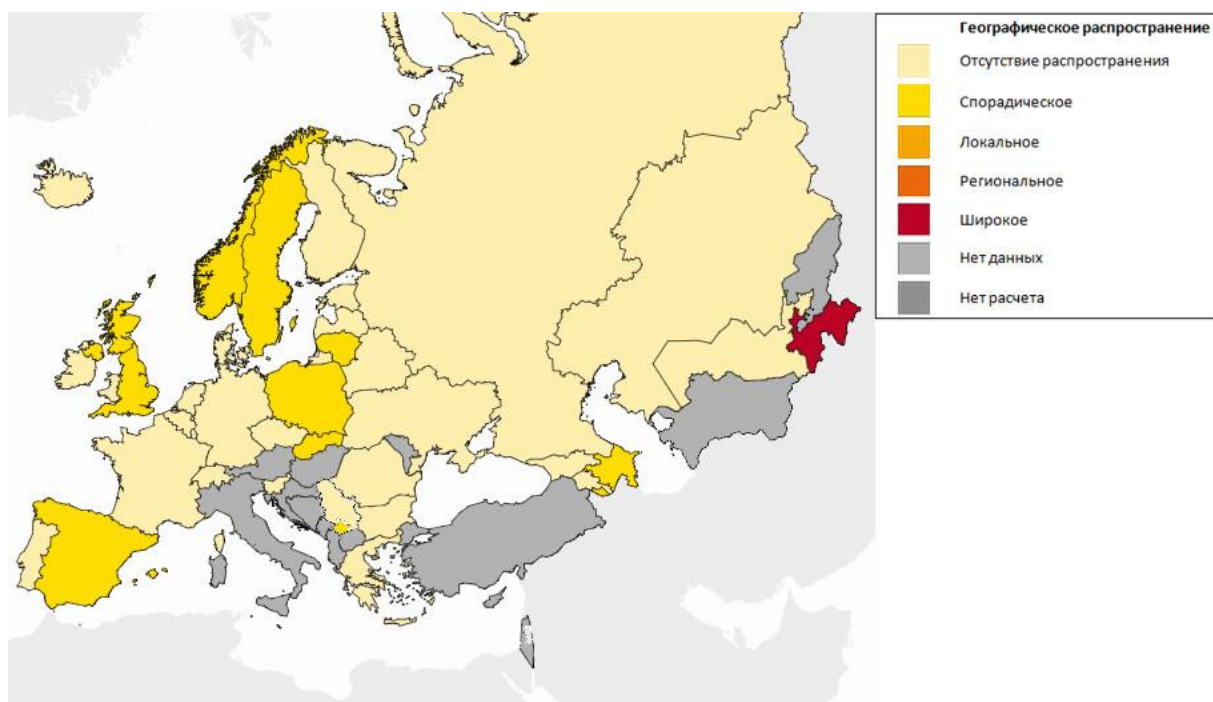 Географическое распространение
Отсутствие распространения
Спорадическое
Локальное
Региональное
Широкое
Нет данных
Нет расчета